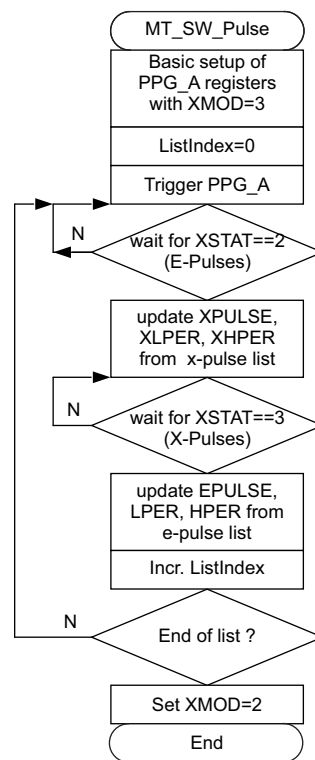 MT_SW_Pulse
Basic setup of
PPG_A registers
with XMOD=3
ListIndex=0
Trigger PPG_A
N
wait for XSTAT==2
(E-Pulses)
update XPULSE,
XLPER, XHPER
from x-pulse list
N
wait for XSTAT==3
(X-Pulses)
update EPULSE,
LPER, HPER from
e-pulse list
Incr. ListIndex
N
End of list ?
Set XMOD=2
End